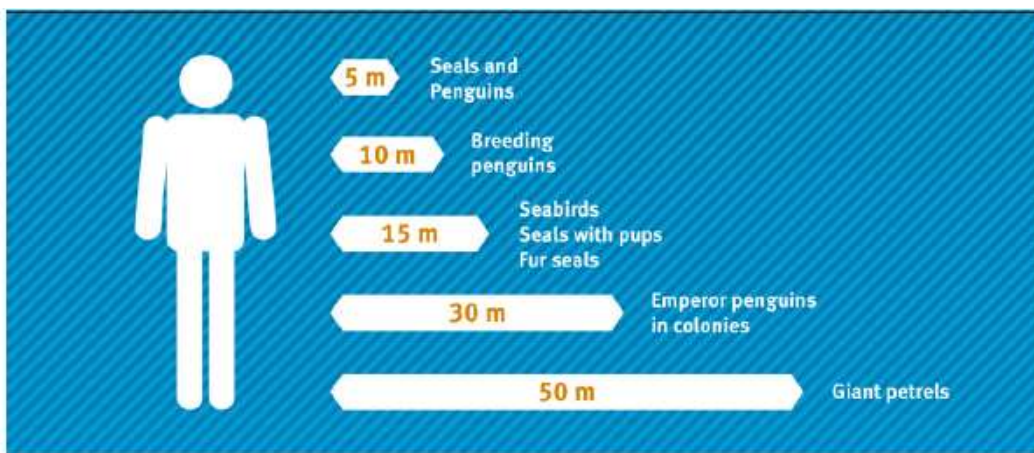 5 m
Seals and
Penguins
10 m
Breeding
penguins
15 m
Seabirds
Seals with pups
Fur seals
30 m
Emperor penguins
in colonies
50 m
Giant petrels